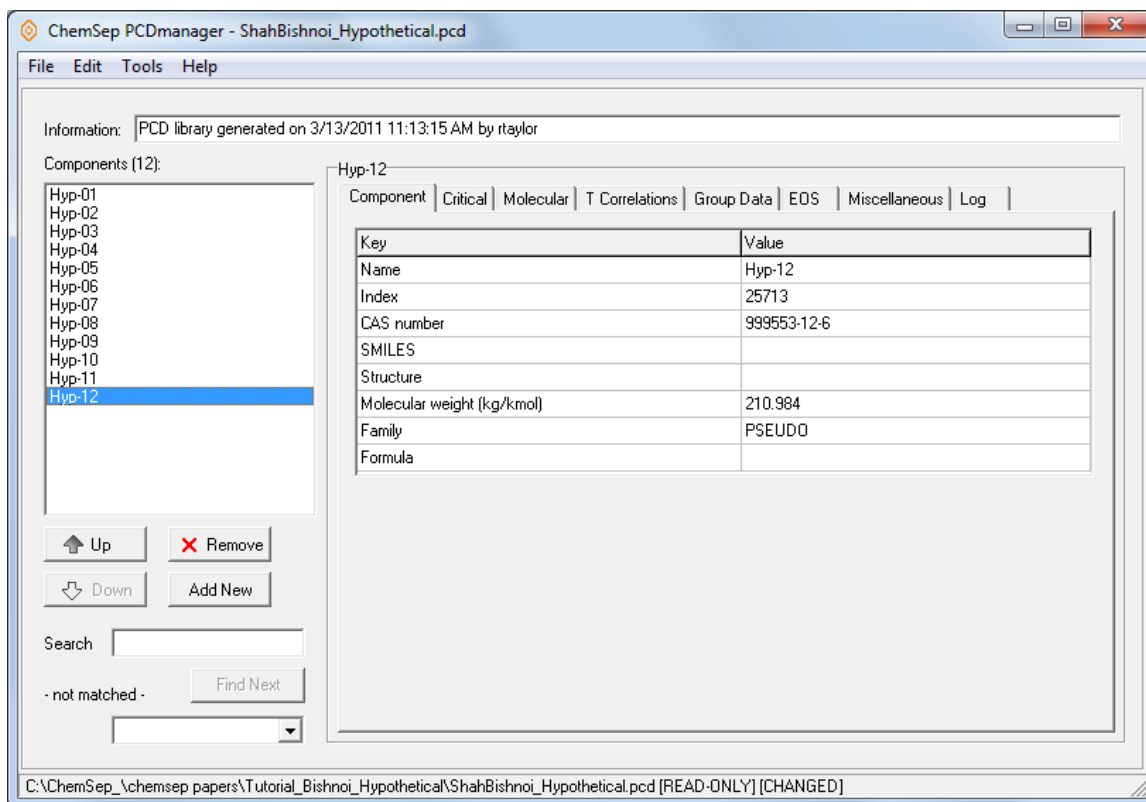 ChemSep PCDmanager - ShahBishnoi_Hypothetical.pcd
File Edit Tools Help
Information: PCD library generated on 3/13/2011 11:13:15 AM by rtaylor
Components (12):
Hyp-01
Hyp-02
Hyp-03
Hyp-04
Hyp-05
Hyp-06
Hyp-07
Hyp-08
Hyp-09
Hyp-10
Hyp-11
Hyp-12
Up Remove
Down Add New
Search
- not matched - Find Next
Hyp-12
Component Critical Molecular T Correlations Group Data EOS Miscellaneous Log
Key Value
Name Hyp-12
Index 25713
CAS number 999553-12-6
SMILES
Structure
Molecular weight (kg/kmol) 210.984
Family PSEUDO
Formula
C:\ChemSep_\chemsep papers\Tutorial_Bishnoi_Hypothetical\ShahBishnoi_Hypothetical.pcd [READ-ONLY] [CHANGED]